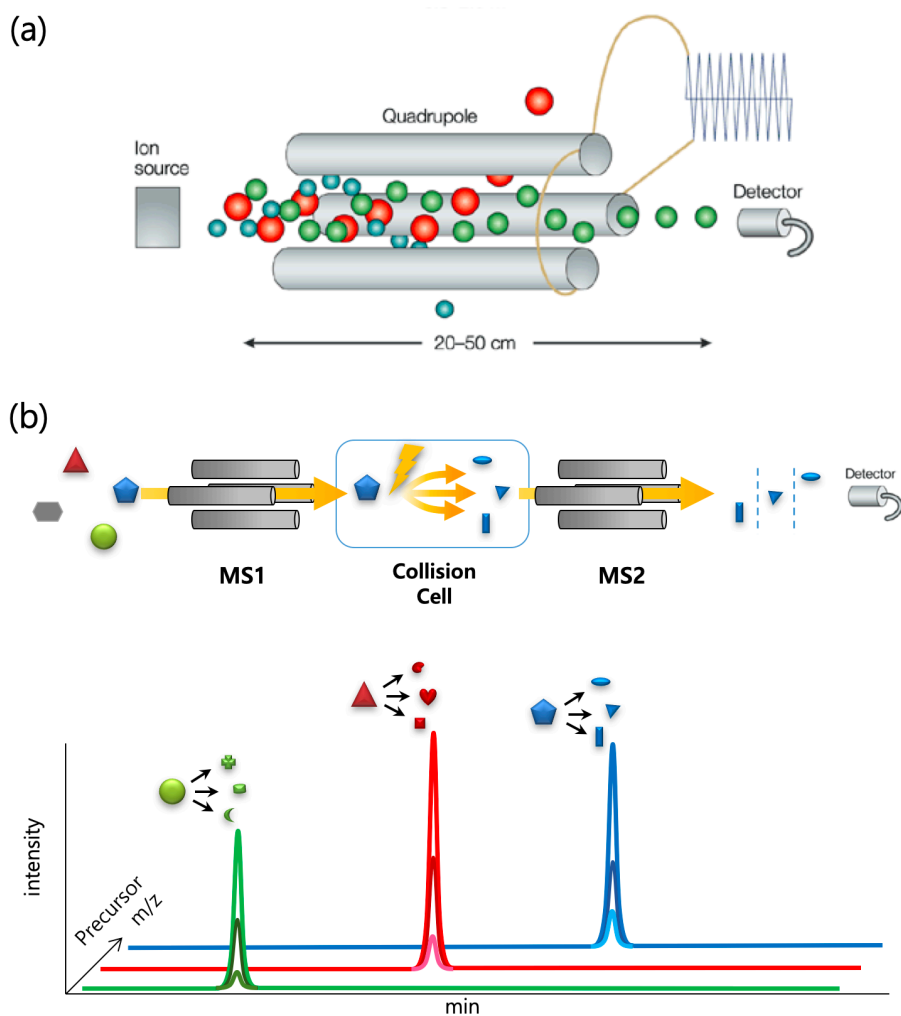 (a)
Quadrupole
Ion
source
Detector
20–50 cm
(b)
Detector
MS1
Collision
Cell
MS2
intensity
Precursor
m/z
min